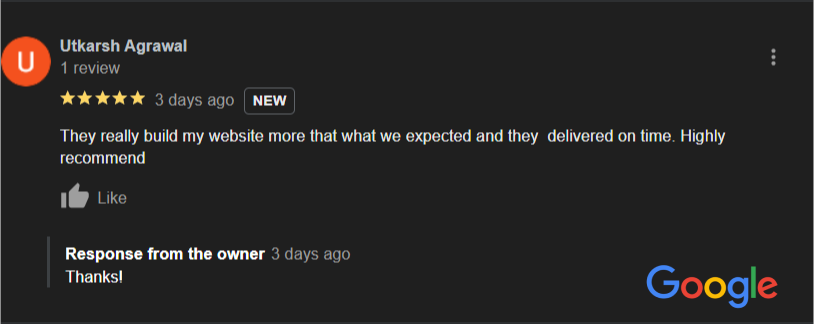 U
Utkarsh Agrawal
1 review
3 days ago NEW
They really build my website more that what we expected and they  delivered on time. Highly
recommend
Like
Response from the owner 3 days ago
Thanks!
Google